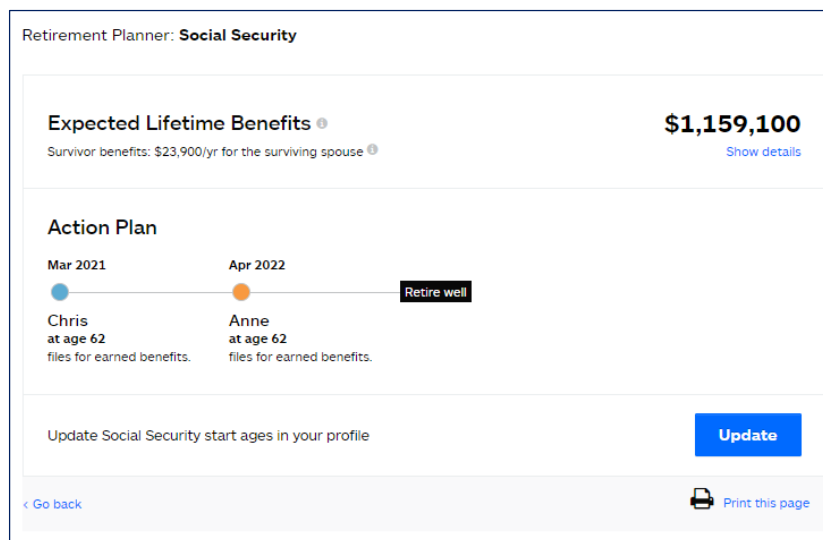 Retirement Planner: Social Security
Expected Lifetime Benefits
$1,159,100
Survivor benefits: $23,900/yr for the surviving spouse
Show details
Action Plan
Mar 2021
Apr 2022
Retire well
Chris
at age 62
files for earned benefits.
Anne
at age 62
files for earned benefits.
Update Social Security start ages in your profile
Update
< Go back
Print this page